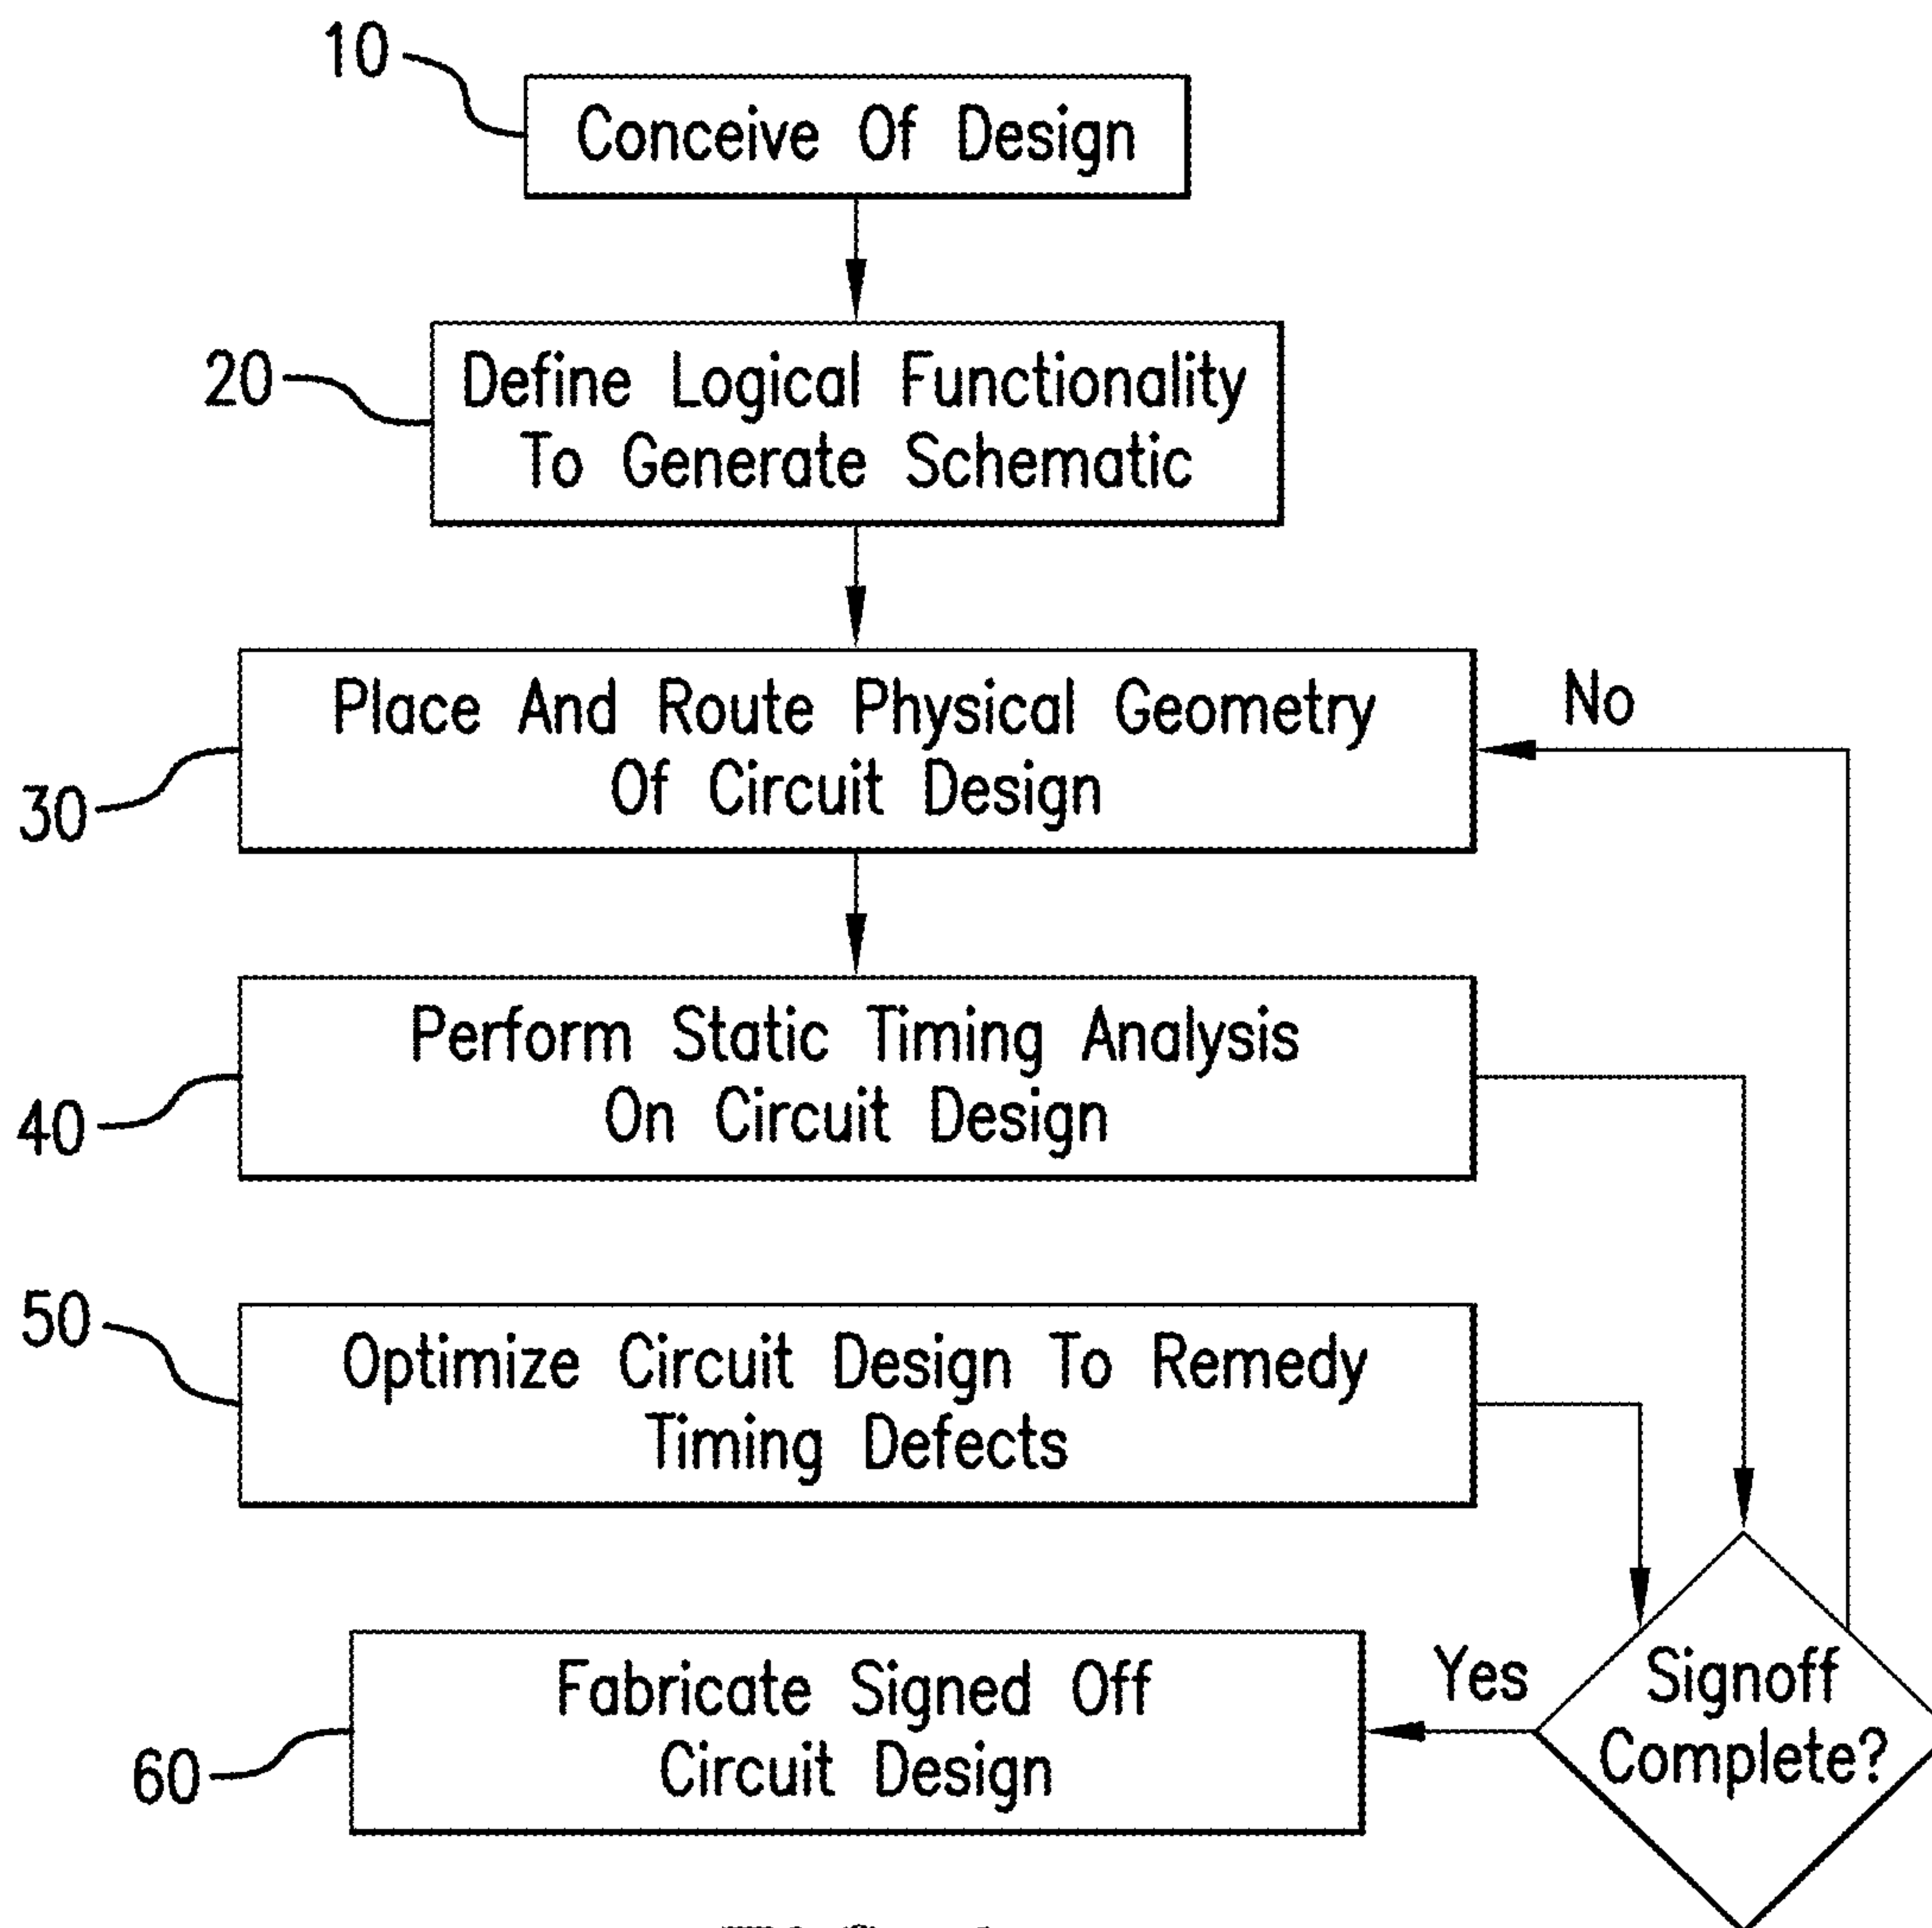 10
Conceive Of Design
20
Define Logical Functionality
To Generate Schematic
30
Place And Route Physical Geometry
Of Circuit Design
No
40
Perform Static Timing Analysis
On Circuit Design
50
Optimize Circuit Design To Remedy
Timing Defects
60
Fabricate Signed Off
Circuit Design
Yes
Signoff
Complete?